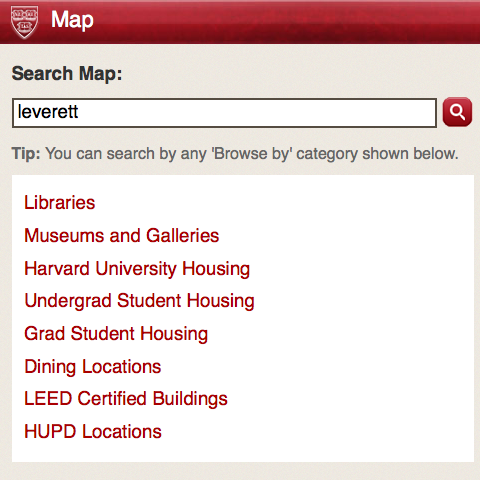 Map
Search Map:
leverett
Tip: You can search by any 'Browse by' category shown below.
Libraries
Museums and Galleries
Harvard University Housing
Undergrad Student Housing
Grad Student Housing
Dining Locations
LEED Certified Buildings
HUPD Locations